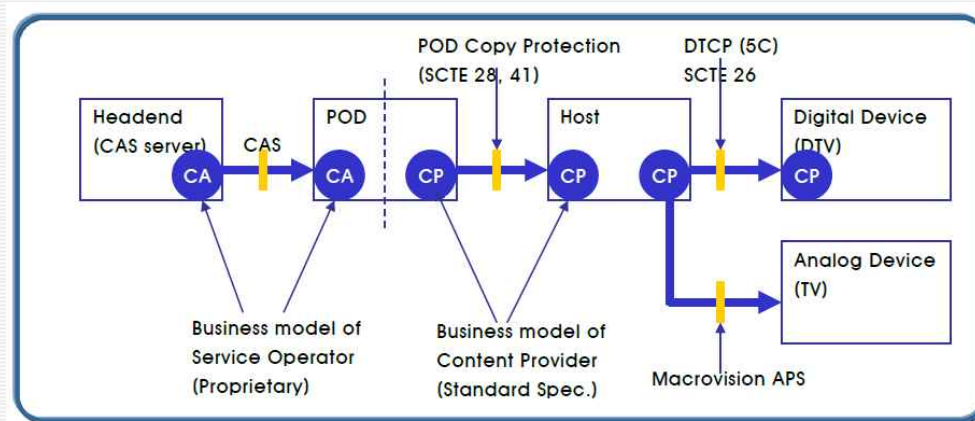 POD Copy Protection
(SCTE 28, 41)
DTCP (5C)
SCTE 26
Headend
(CAS server)
CAS
POD
Host
Digital Device
(DTV)
CA
CA
CP
CP
CP
CP
Analog Device
(TV)
Business model of
Service Operator
(Proprietary)
Business model of
Content Provider
(Standard Spec.)
Macrovision APS